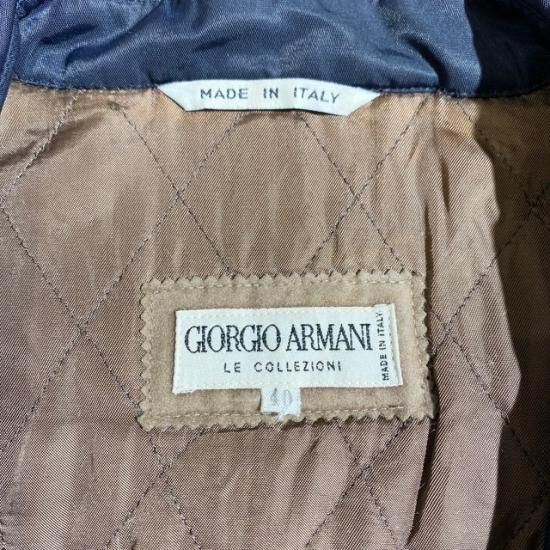 MADE IN ITALY
GIORGIO ARMANI
LE COLLEZIONI
MADE IN ITALY
40